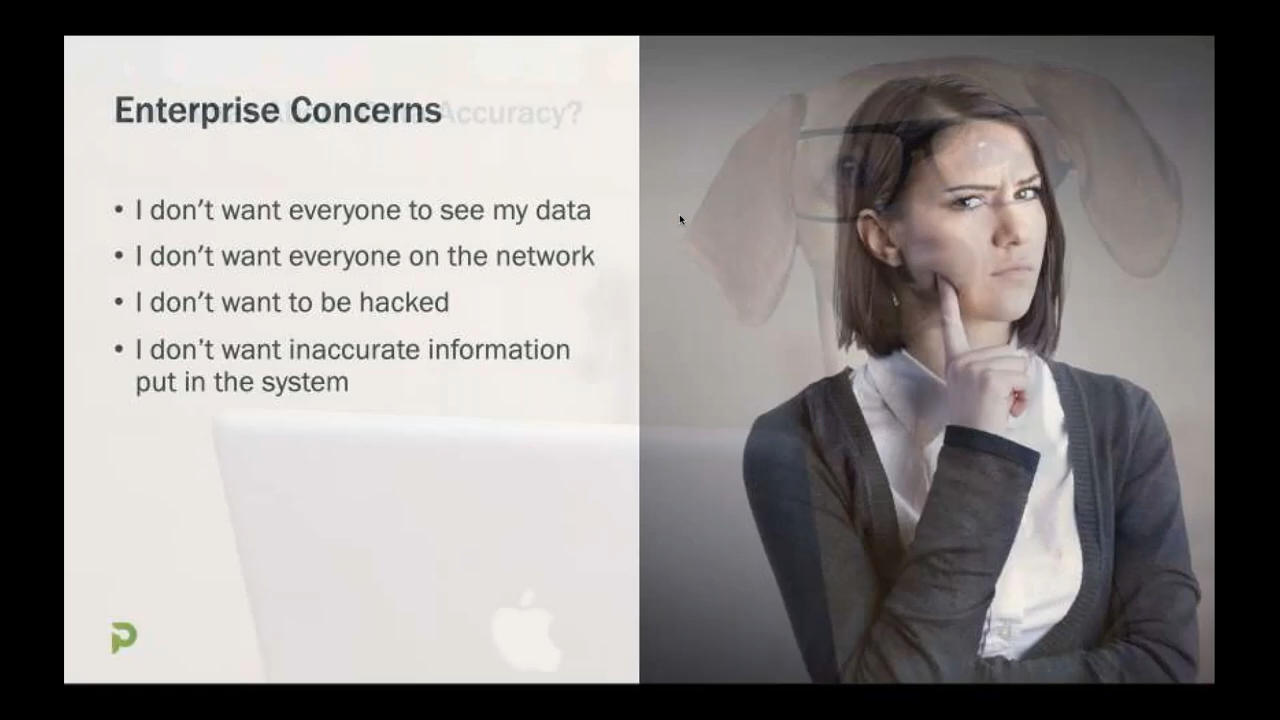 Enterprise Concerns
Accuracy?
• I don't want everyone to see my data
• I don't want everyone on the network
• I don't want to be hacked
• I don't want inaccurate information
put in the system